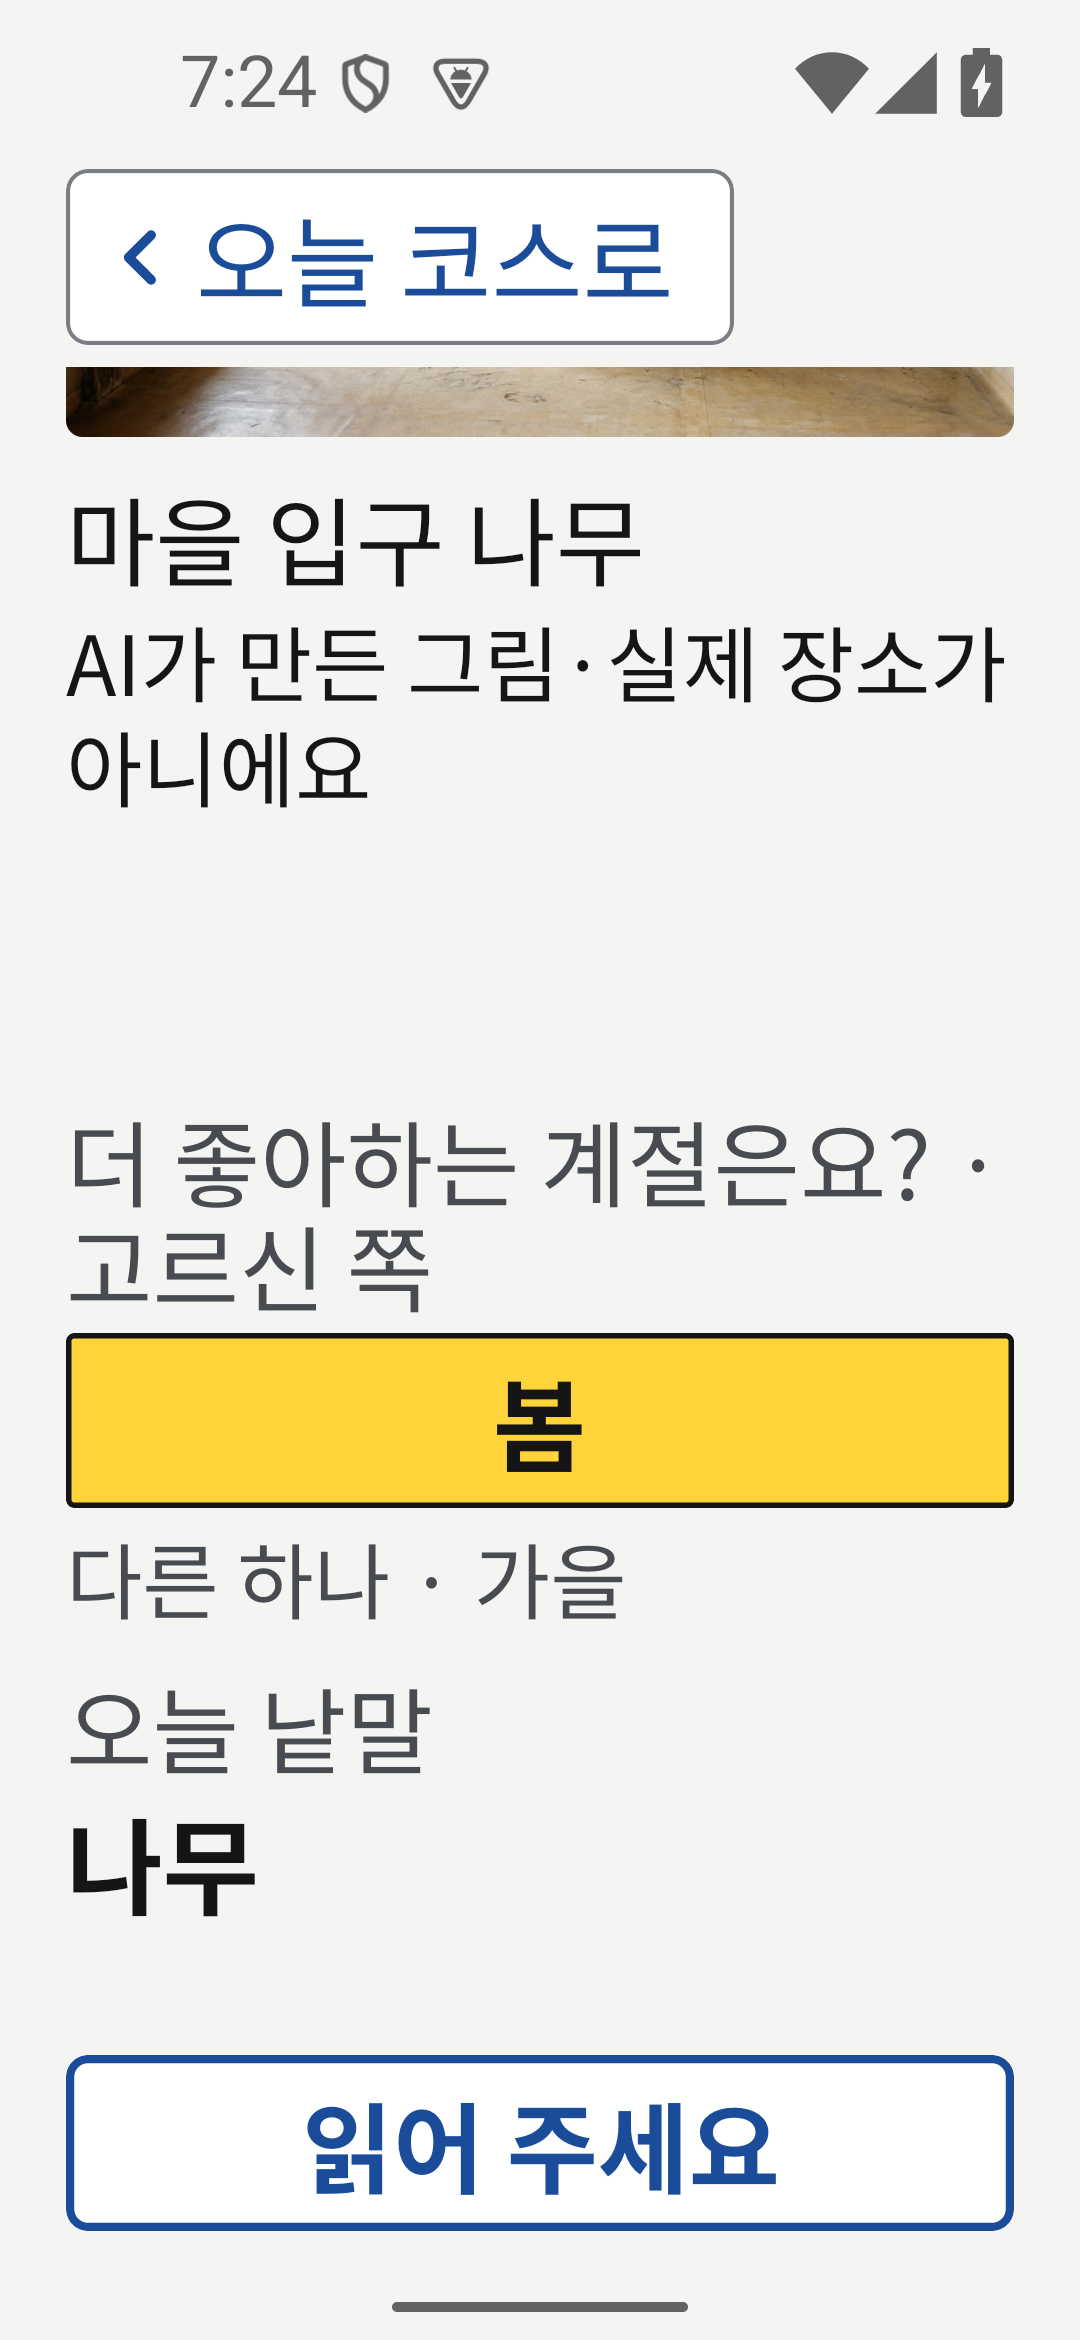 7:24
오늘 코스로
마을 입구 나무
AI가 만든 그림·실제 장소가
아니에요
더 좋아하는 계절은요? ·
고르신 쪽
봄
다른 하나 · 가을
오늘 낱말
나무
읽어 주세요